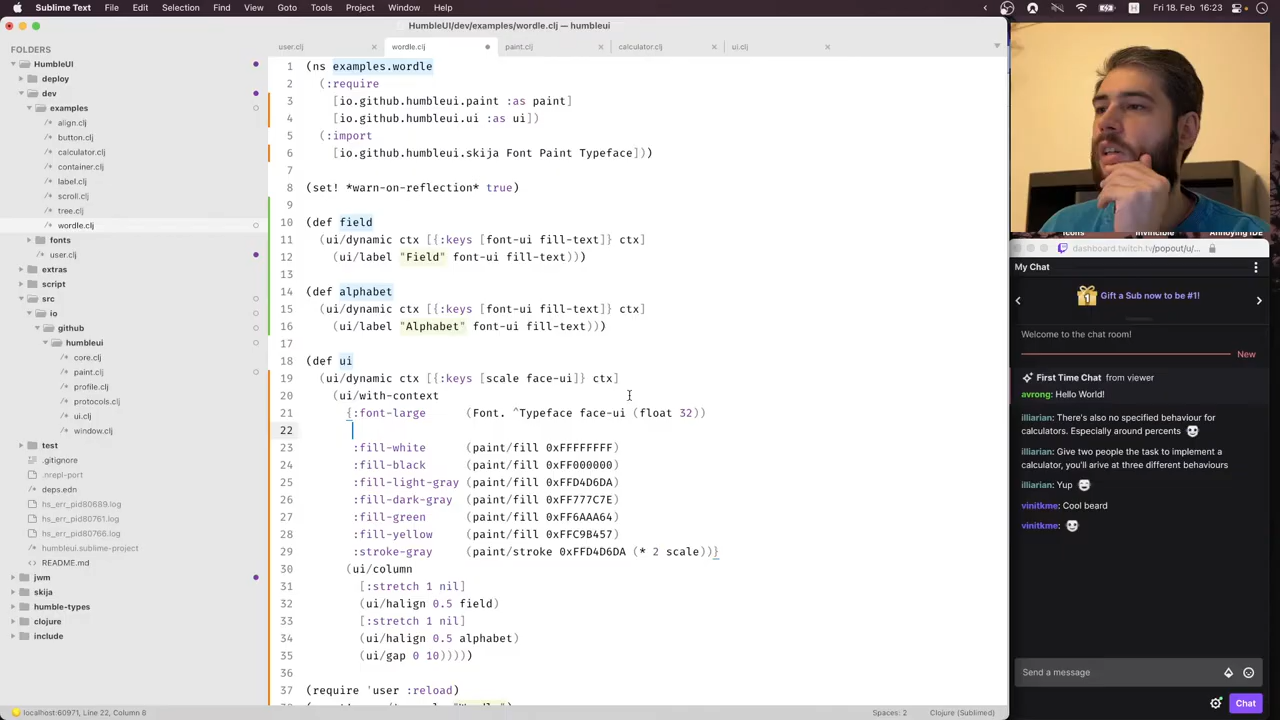 Sublime Text File Edit Selection Find View Goto Tools Project Window Help
Fri 18. Feb 16:23
HumbleUI/dev/examples/wordle.clj — humbleui
FOLDERS
HumbleUI
deploy
dev
examples
align.clj
button.clj
calculator.clj
container.clj
label.clj
scroll.clj
tree.clj
wordle.clj
fonts
user.clj
extras
script
src
io
github
humbleui
core.clj
paint.clj
profile.clj
protocols.clj
ui.clj
window.clj
test
.gitignore
.nrepl-port
deps.edn
hs_err_pid80689.log
hs_err_pid80761.log
hs_err_pid80766.log
humbleui.sublime-project
README.md
jwm
skija
humble-types
clojure
include
user.clj × wordle.clj paint.clj × calculator.clj × ui.clj ×
1 (ns examples.wordle
2 (:require
3 [io.github.humbleui.paint :as paint]
4 [io.github.humbleui.ui :as ui])
5 (:import
6 [io.github.humbleui.skija Font Paint Typeface]))
7
8 (set! *warn-on-reflection* true)
9
10 (def field
11 (ui/dynamic ctx [{:keys [font-ui fill-text]} ctx]
12 (ui/label "Field" font-ui fill-text)))
13
14 (def alphabet
15 (ui/dynamic ctx [{:keys [font-ui fill-text]} ctx]
16 (ui/label "Alphabet" font-ui fill-text)))
17
18 (def ui
19 (ui/dynamic ctx [{:keys [scale face-ui]} ctx]
20 (ui/with-context
21 {:font-large (Font. ^Typeface face-ui (float 32))
22
23 :fill-white (paint/fill 0xFFFFFFFF)
24 :fill-black (paint/fill 0xFF000000)
25 :fill-light-gray (paint/fill 0xFFD4D6DA)
26 :fill-dark-gray (paint/fill 0xFF777C7E)
27 :fill-green (paint/fill 0xFF6AAA64)
28 :fill-yellow (paint/fill 0xFFC9B457)
29 :stroke-gray (paint/stroke 0xFFD4D6DA (* 2 scale))}
30 (ui/column
31 [:stretch 1 nil]
32 (ui/halign 0.5 field)
33 [:stretch 1 nil]
34 (ui/halign 0.5 alphabet)
35 (ui/gap 0 10)))))
36
37 (require 'user :reload)
localhost:60971, Line 22, Column 8
Spaces: 2
Clojure (Sublimed)
Icons Invincible Annoying IDE
dashboard.twitch.tv/popout/u/...
My Chat
1 Gift a Sub now to be #1!
Welcome to the chat room!
New
First Time Chat from viewer
avrong: Hello World!
illiarian: There's also no specified behaviour for
calculators. Especially around percents
illiarian: Give two people the task to implement a
calculator, you'll arive at three different behaviours
illiarian: Yup
vinitkme: Cool beard
vinitkme:
Send a message
Chat